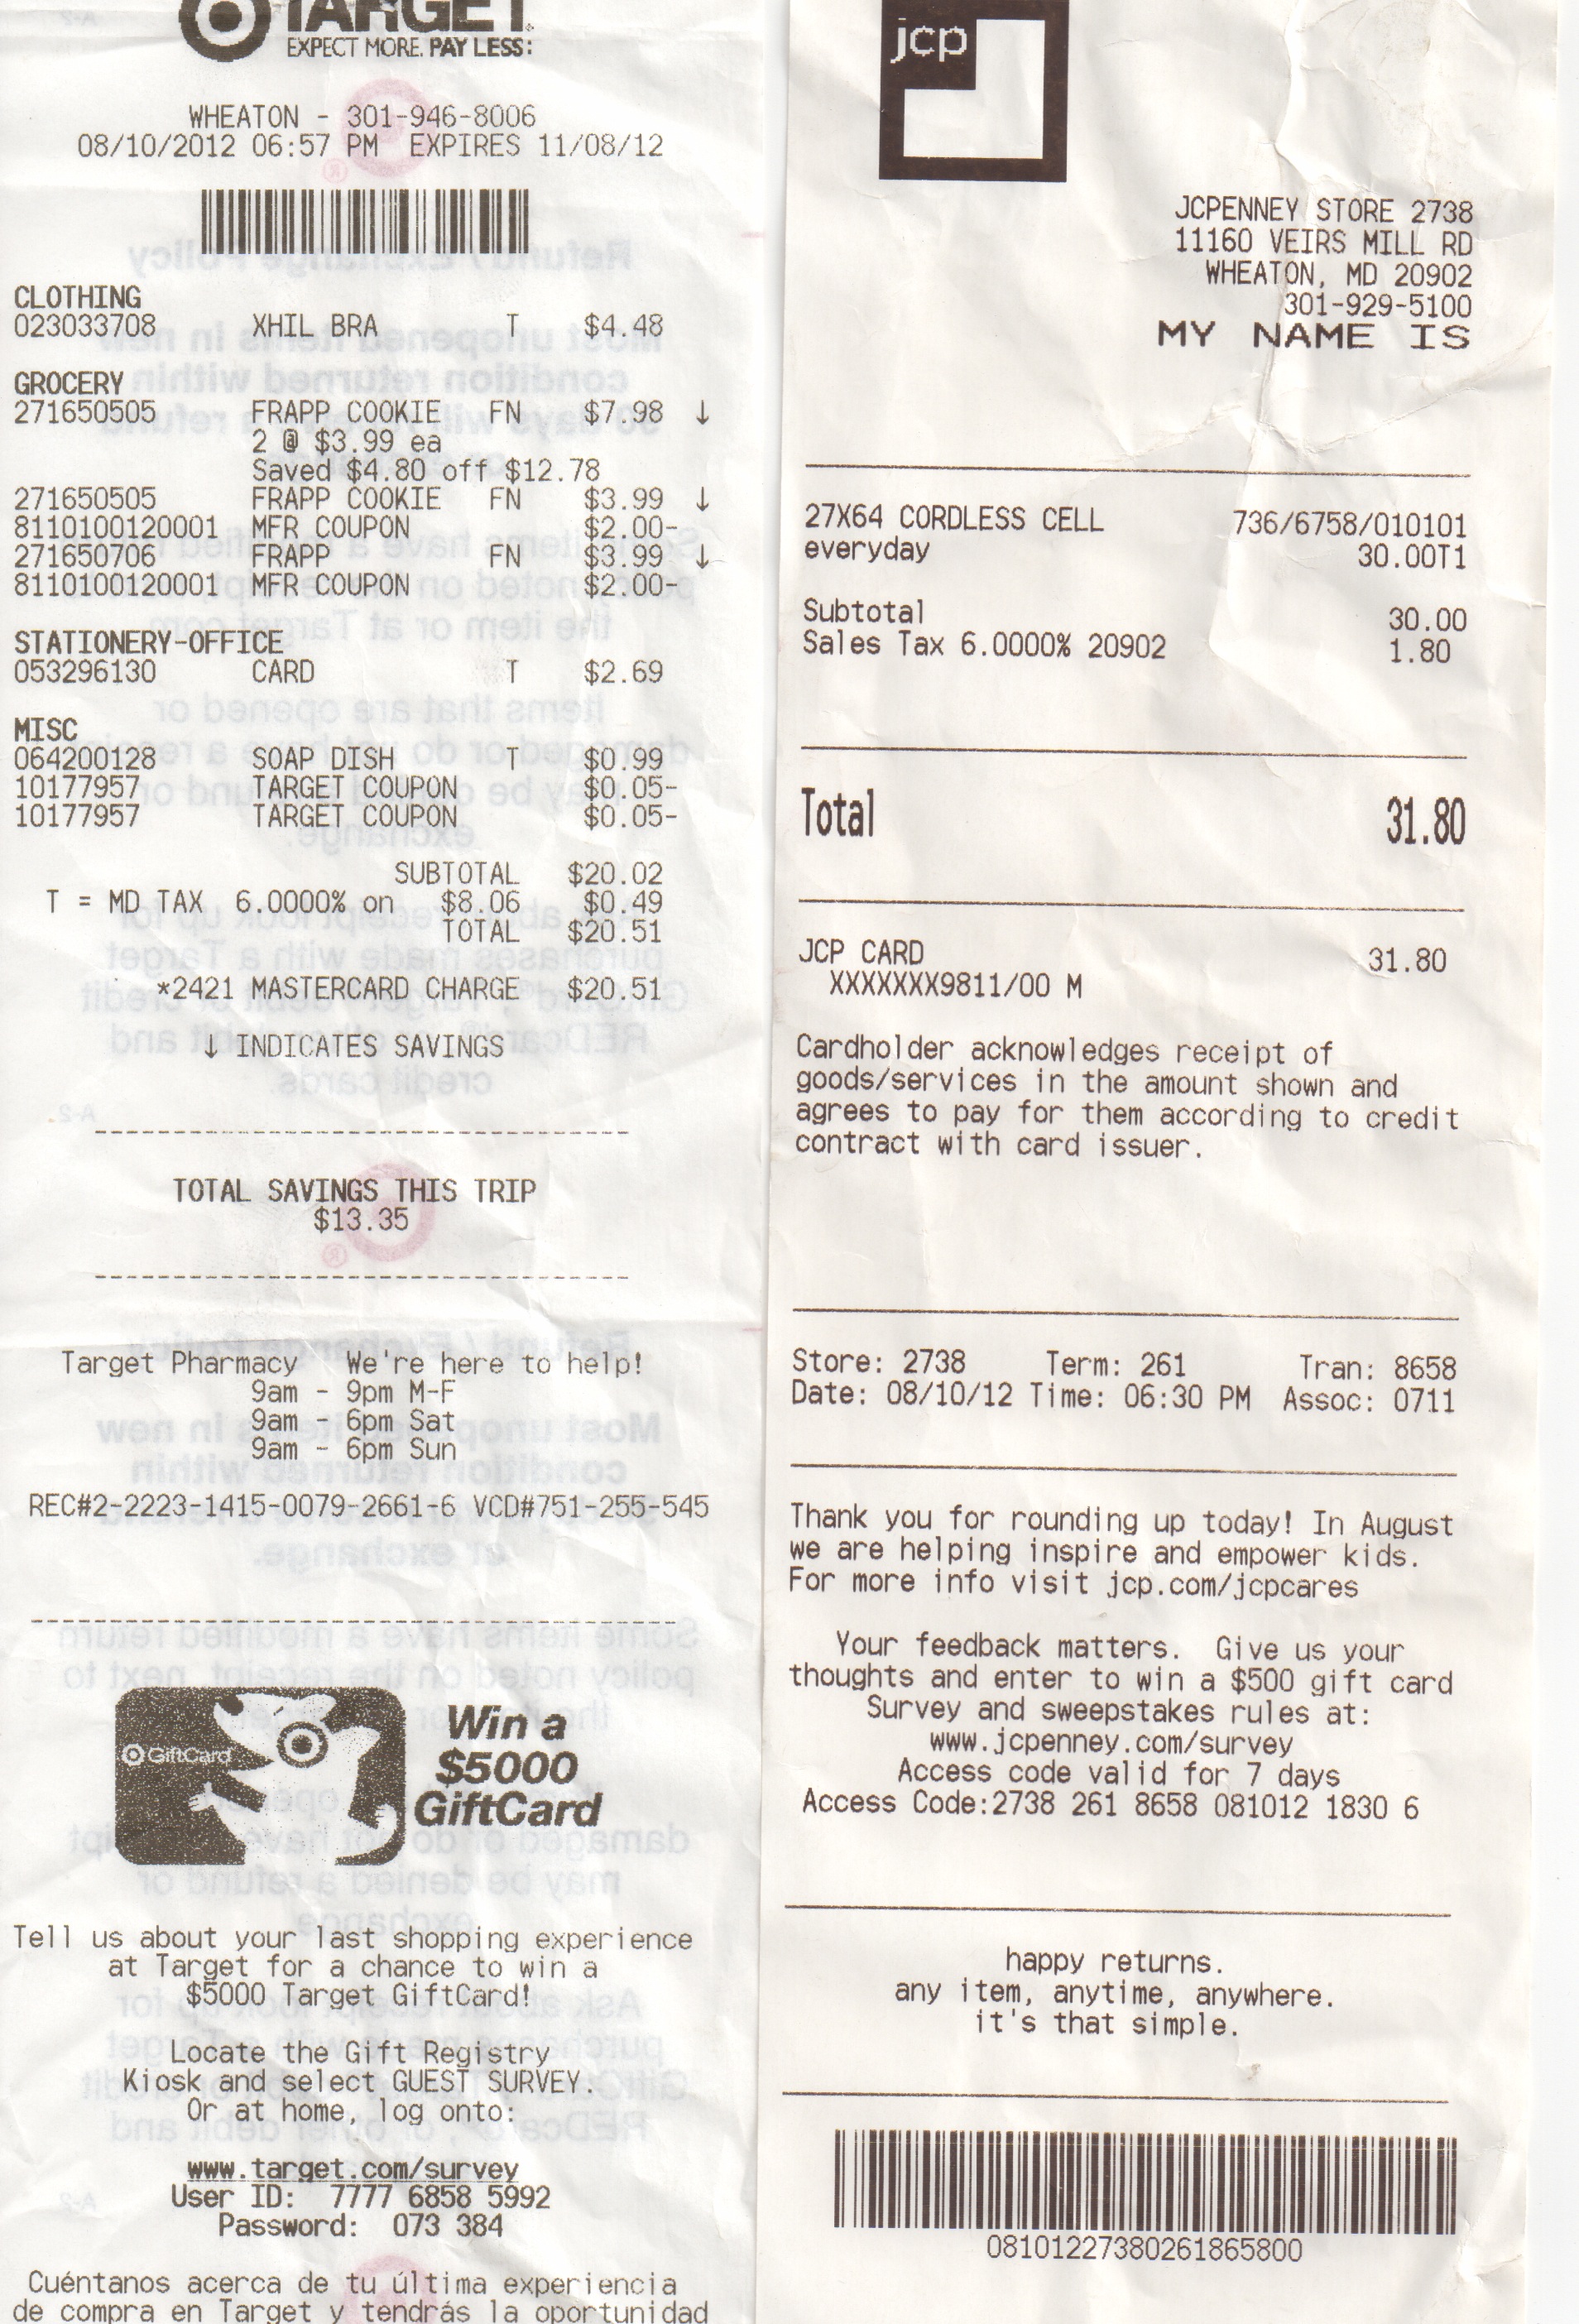 TARGET
EXPECT MORE. PAY LESS.
WHEATON - 301-946-8006
08/10/2012 06:57 PM EXPIRES 11/08/12
CLOTHING
023033708 XHIL BRA T $4.48
GROCERY
271650505 FRAPP COOKIE FN $7.98 ↓
2 @ $3.99 ea
Saved $4.80 off $12.78
271650505 FRAPP COOKIE FN $3.99 ↓
8110100120001 MFR COUPON $2.00-
271650706 FRAPP FN $3.99 ↓
8110100120001 MFR COUPON $2.00-
STATIONERY-OFFICE
053296130 CARD T $2.69
MISC
064200128 SOAP DISH T $0.99
10177957 TARGET COUPON $0.05-
10177957 TARGET COUPON $0.05-
SUBTOTAL $20.02
T = MD TAX 6.0000% on $8.06 $0.49
TOTAL $20.51
*2421 MASTERCARD CHARGE $20.51
↓ INDICATES SAVINGS
TOTAL SAVINGS THIS TRIP
$13.35
Target Pharmacy We're here to help!
9am - 9pm M-F
9am - 6pm Sat
9am - 6pm Sun
REC#2-2223-1415-0079-2661-6 VCD#751-255-545
GiftCard
Win a
$5000
GiftCard
Tell us about your last shopping experience
at Target for a chance to win a
$5000 Target GiftCard!
Locate the Gift Registry
Kiosk and select GUEST SURVEY.
Or at home, log onto:
www.target.com/survey
User ID: 7777 6858 5992
Password: 073 384
Cuéntanos acerca de tu última experiencia
de compra en Target y tendrás la oportunidad
jcp
JCPENNEY STORE 2738
11160 VEIRS MILL RD
WHEATON, MD 20902
301-929-5100
MY NAME IS
27X64 CORDLESS CELL 736/6758/010101
everyday 30.00T1
Subtotal 30.00
Sales Tax 6.0000% 20902 1.80
Total 31.80
JCP CARD 31.80
XXXXXXX9811/00 M
Cardholder acknowledges receipt of
goods/services in the amount shown and
agrees to pay for them according to credit
contract with card issuer.
Store: 2738 Term: 261 Tran: 8658
Date: 08/10/12 Time: 06:30 PM Assoc: 0711
Thank you for rounding up today! In August
we are helping inspire and empower kids.
For more info visit jcp.com/jcpcares
Your feedback matters. Give us your
thoughts and enter to win a $500 gift card
Survey and sweepstakes rules at:
www.jcpenney.com/survey
Access code valid for 7 days
Access Code:2738 261 8658 081012 1830 6
happy returns.
any item, anytime, anywhere.
it's that simple.
08101227380261865800